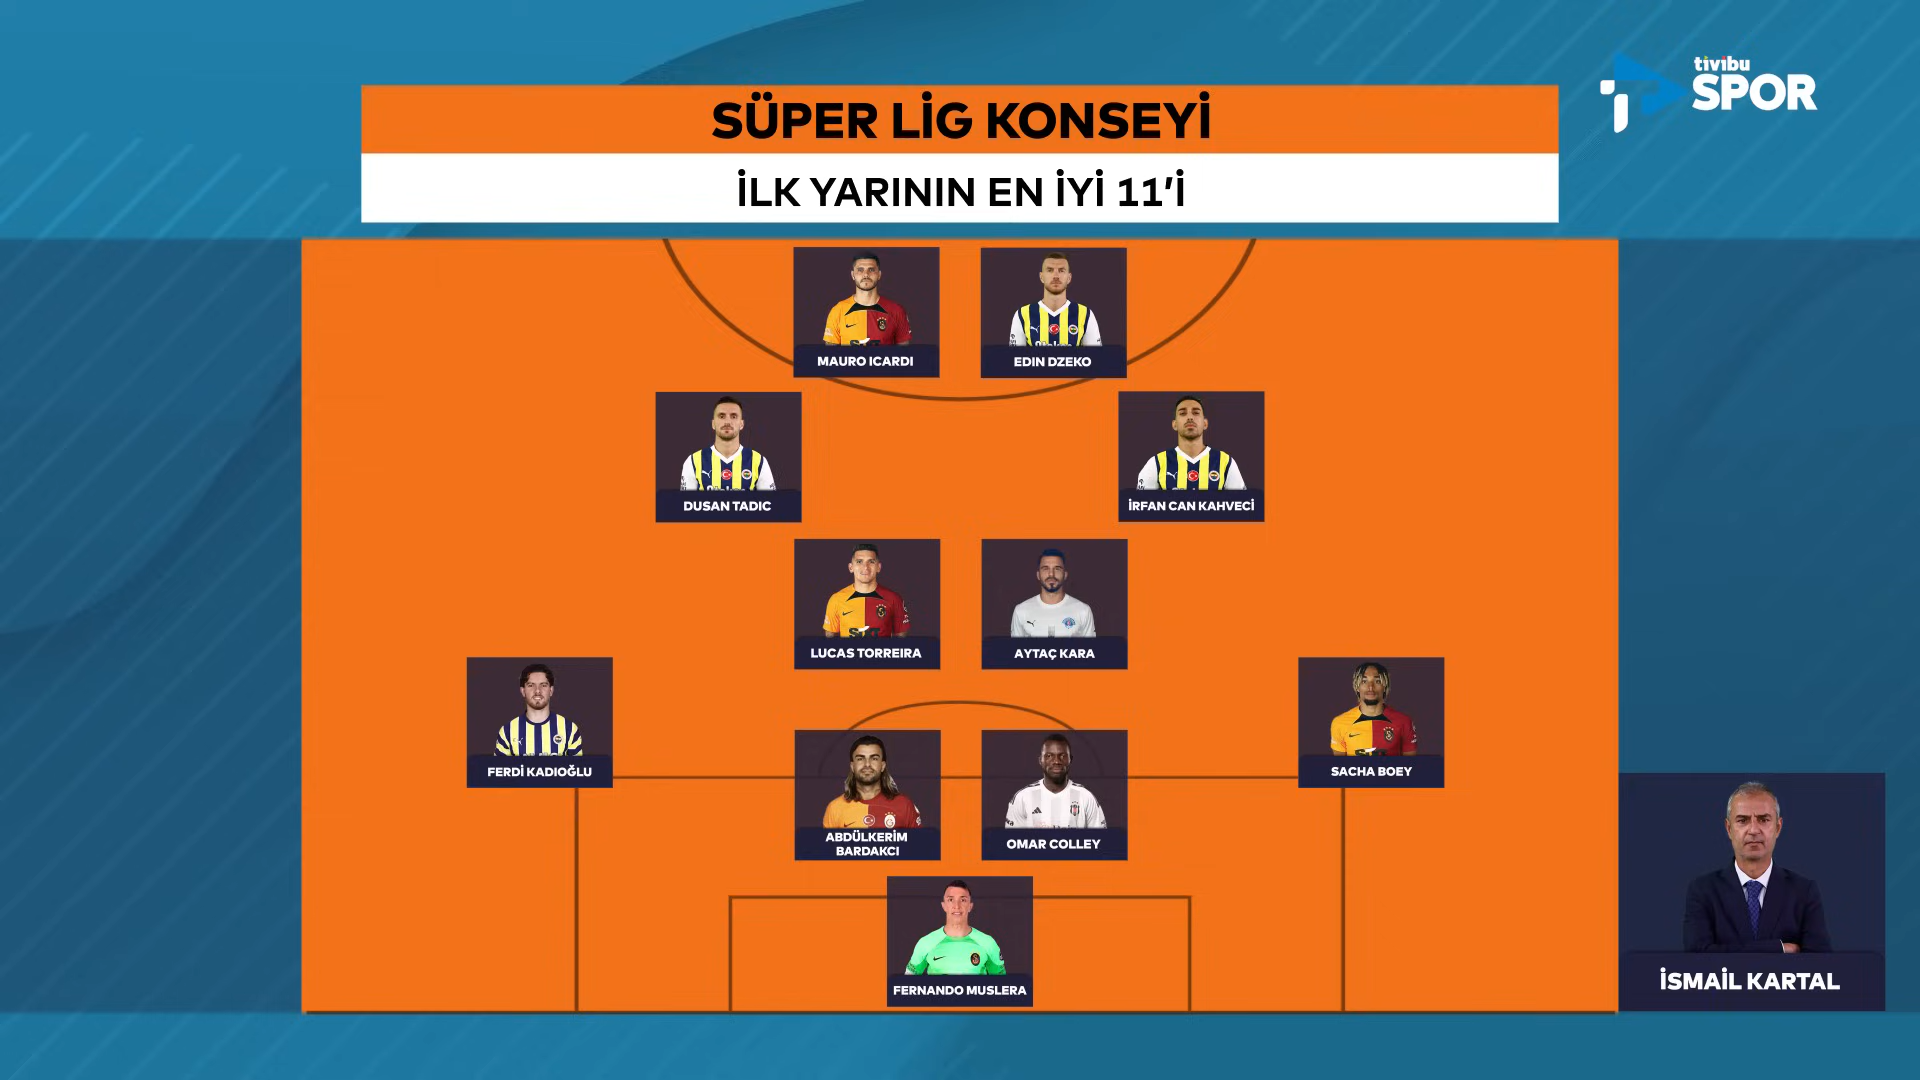 tivibu
SPOR
SÜPER LİG KONSEYİ
İLK YARININ EN İYİ 11'İ
MAURO ICARDI
EDIN DZEKO
DUSAN TADIC
İRFAN CAN KAHVECİ
LUCAS TORREIRA
AYTAÇ KARA
FERDİ KADIOĞLU
SACHA BOEY
ABDÜLKERİM
BARDAKCI
OMAR COLLEY
FERNANDO MUSLERA
İSMAİL KARTAL